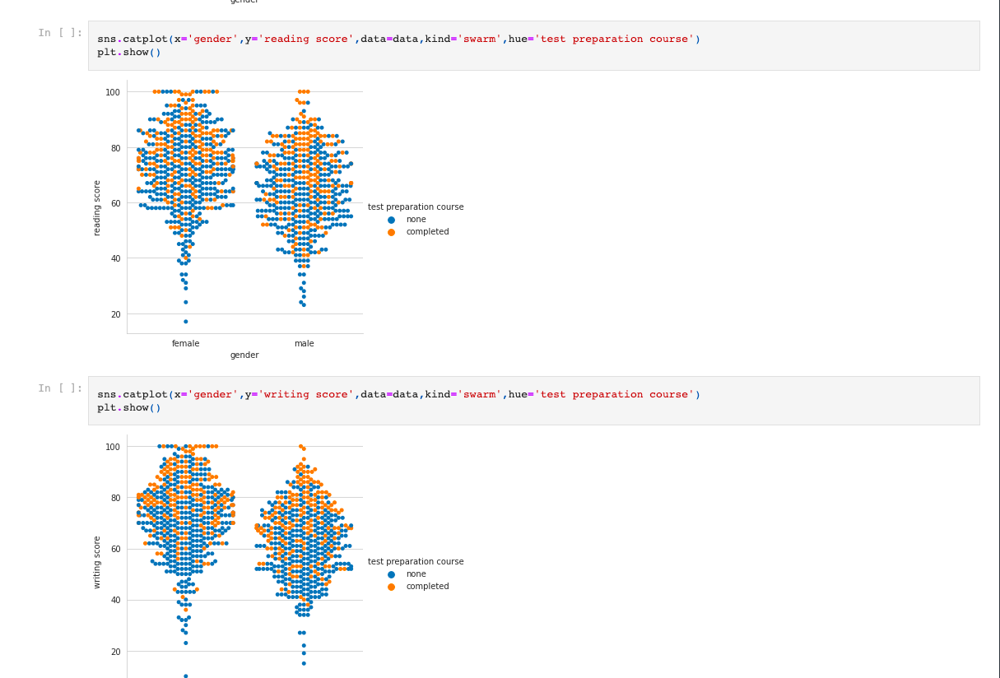 gender
In [ ]:
sns.catplot(x='gender',y='reading score',data=data,kind='swarm',hue='test preparation course')
plt.show()
100
80
60
40
20
reading score
female
male
gender
test preparation course
none
completed
In [ ]:
sns.catplot(x='gender',y='writing score',data=data,kind='swarm',hue='test preparation course')
plt.show()
100
80
60
40
20
writing score
test preparation course
none
completed